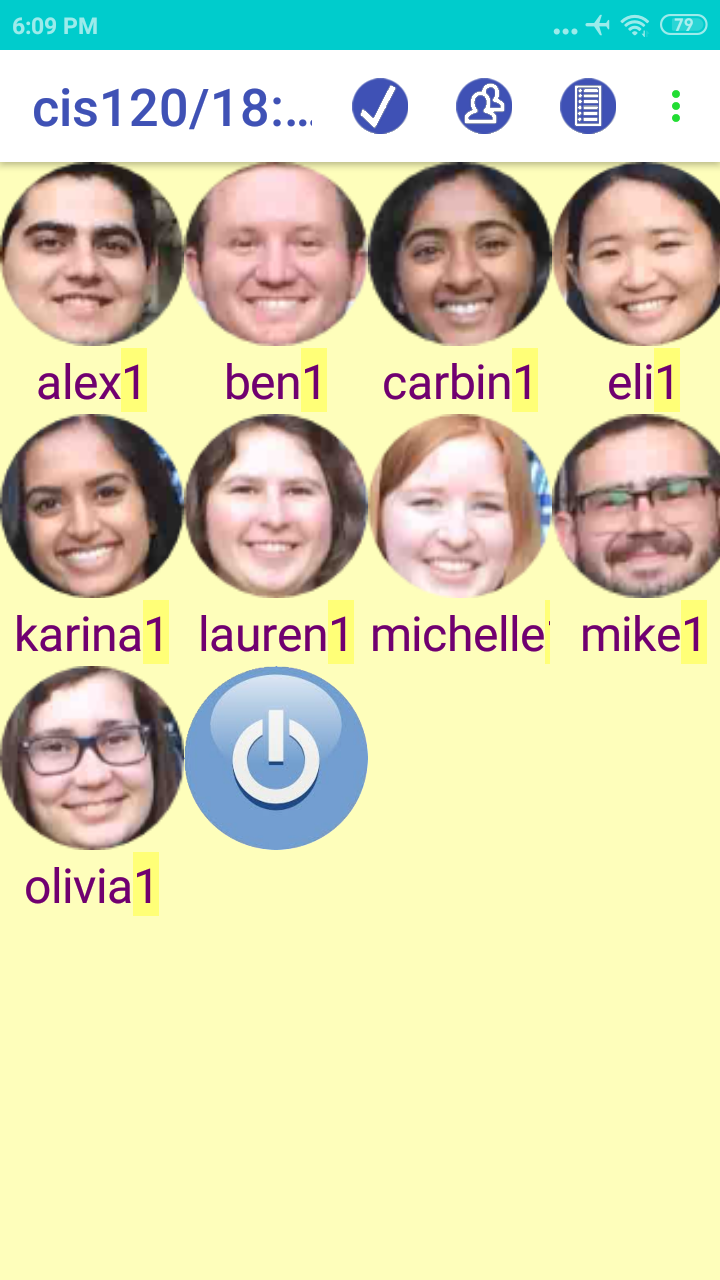 6:09 PM 79
cis120/18:...
alex1 ben1 carbin1 eli1
karina1 lauren1 michelle mike1
olivia1